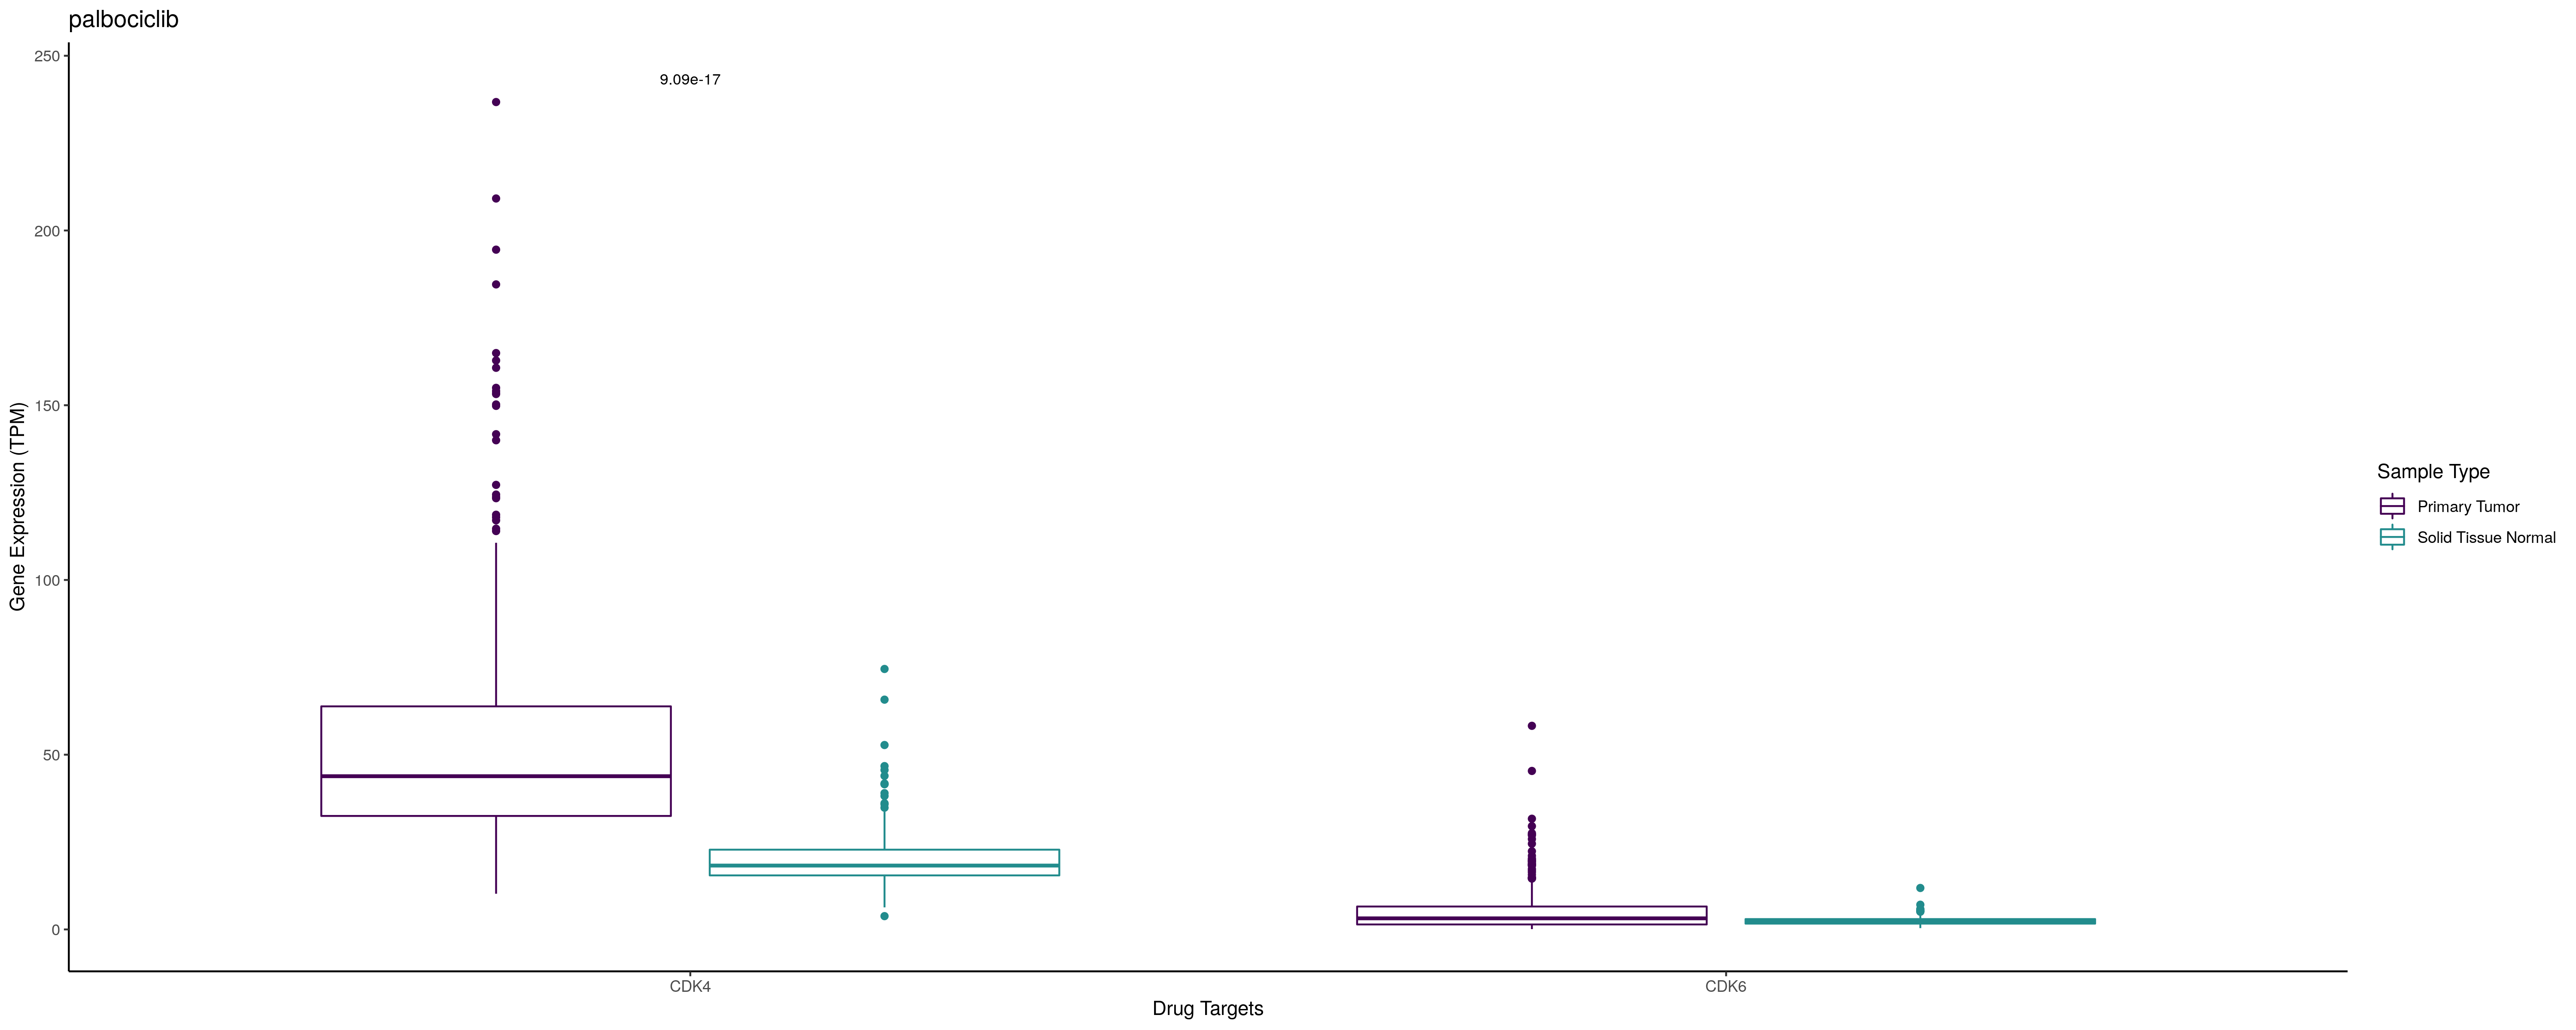 palbociclib
250
200
150
100
50
0
Gene Expression (TPM)
9.09e-17
CDK4
CDK6
Drug Targets
Sample Type
Primary Tumor
Solid Tissue Normal